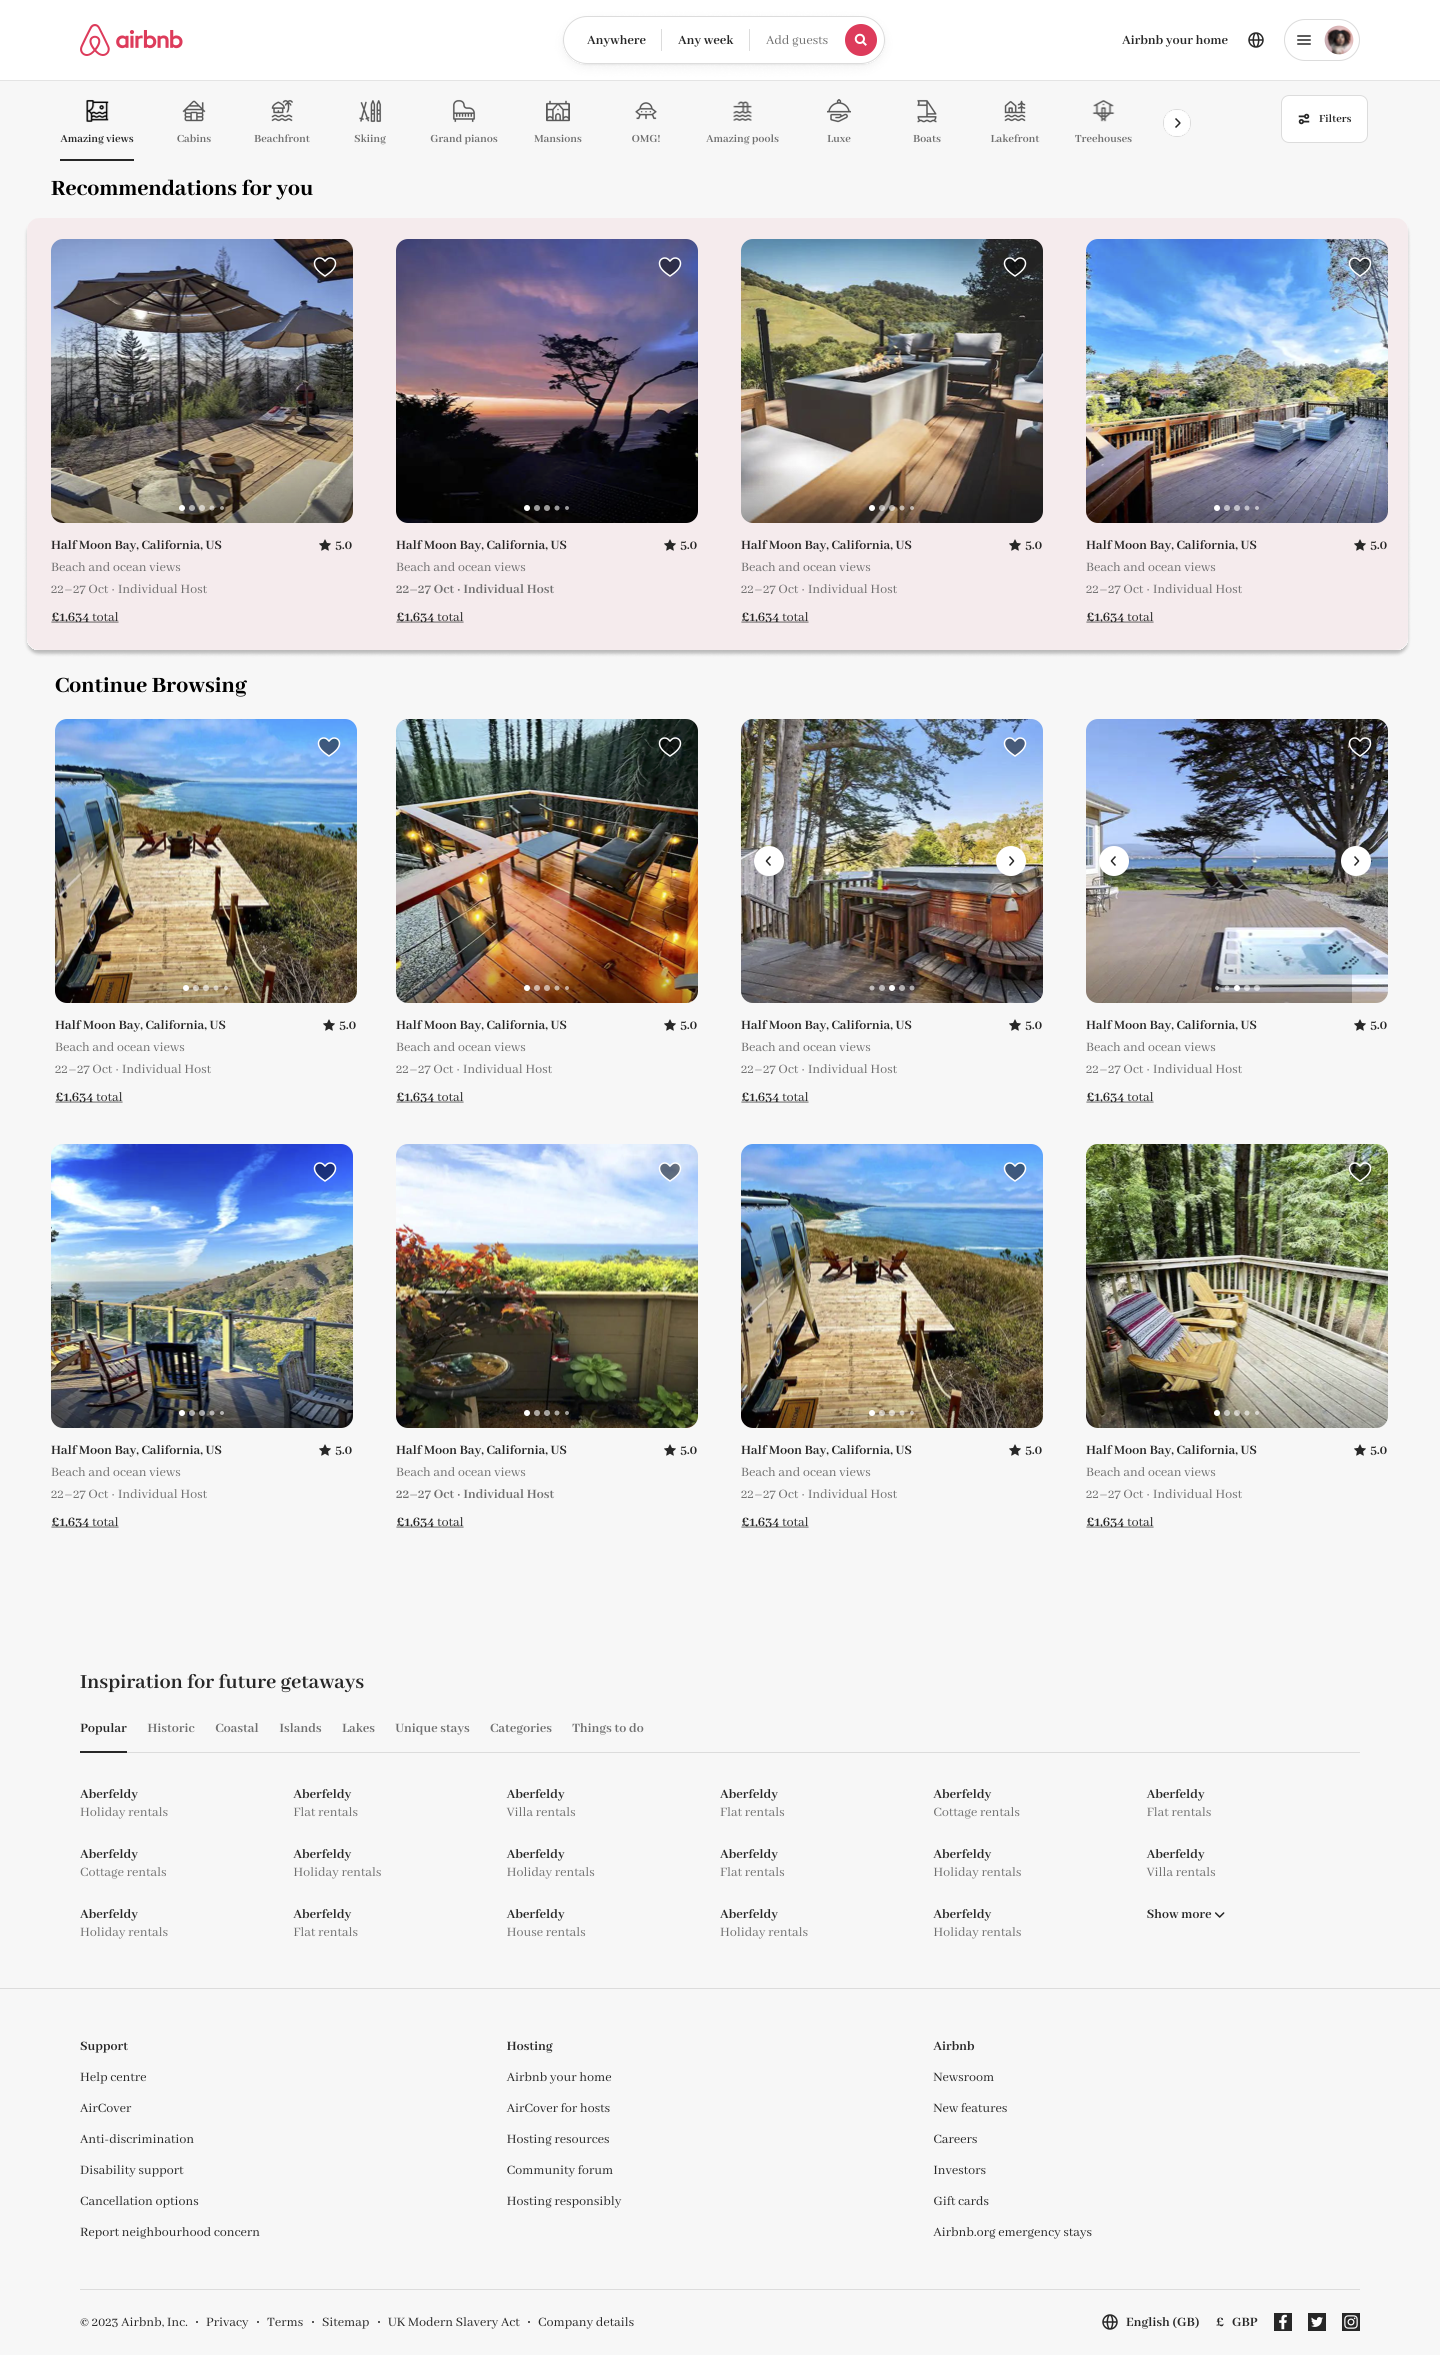 airbnb
Anywhere Any week Add guests
Airbnb your home
Amazing views Cabins Beachfront Skiing Grand pianos Mansions OMG! Amazing pools Luxe Boats Lakefront Treehouses Filters
Recommendations for you
Half Moon Bay, California, US 5.0 Half Moon Bay, California, US 5.0 Half Moon Bay, California, US 5.0 Half Moon Bay, California, US 5.0
Beach and ocean views Beach and ocean views Beach and ocean views Beach and ocean views
22–27 Oct · Individual Host 22–27 Oct · Individual Host 22–27 Oct · Individual Host 22–27 Oct · Individual Host
£1,634 total £1,634 total £1,634 total £1,634 total
Continue Browsing
Half Moon Bay, California, US 5.0 Half Moon Bay, California, US 5.0 Half Moon Bay, California, US 5.0 Half Moon Bay, California, US 5.0
Beach and ocean views Beach and ocean views Beach and ocean views Beach and ocean views
22–27 Oct · Individual Host 22–27 Oct · Individual Host 22–27 Oct · Individual Host 22–27 Oct · Individual Host
£1,634 total £1,634 total £1,634 total £1,634 total
Half Moon Bay, California, US 5.0 Half Moon Bay, California, US 5.0 Half Moon Bay, California, US 5.0 Half Moon Bay, California, US 5.0
Beach and ocean views Beach and ocean views Beach and ocean views Beach and ocean views
22–27 Oct · Individual Host 22–27 Oct · Individual Host 22–27 Oct · Individual Host 22–27 Oct · Individual Host
£1,634 total £1,634 total £1,634 total £1,634 total
Inspiration for future getaways
Popular Historic Coastal Islands Lakes Unique stays Categories Things to do
Aberfeldy Aberfeldy Aberfeldy Aberfeldy Aberfeldy Aberfeldy
Holiday rentals Flat rentals Villa rentals Flat rentals Cottage rentals Flat rentals
Aberfeldy Aberfeldy Aberfeldy Aberfeldy Aberfeldy Aberfeldy
Cottage rentals Holiday rentals Holiday rentals Flat rentals Holiday rentals Villa rentals
Aberfeldy Aberfeldy Aberfeldy Aberfeldy Aberfeldy Show more
Holiday rentals Flat rentals House rentals Holiday rentals Holiday rentals
Support Hosting Airbnb
Help centre Airbnb your home Newsroom
AirCover AirCover for hosts New features
Anti-discrimination Hosting resources Careers
Disability support Community forum Investors
Cancellation options Hosting responsibly Gift cards
Report neighbourhood concern Airbnb.org emergency stays
© 2023 Airbnb, Inc. · Privacy · Terms · Sitemap · UK Modern Slavery Act · Company details English (GB) £ GBP